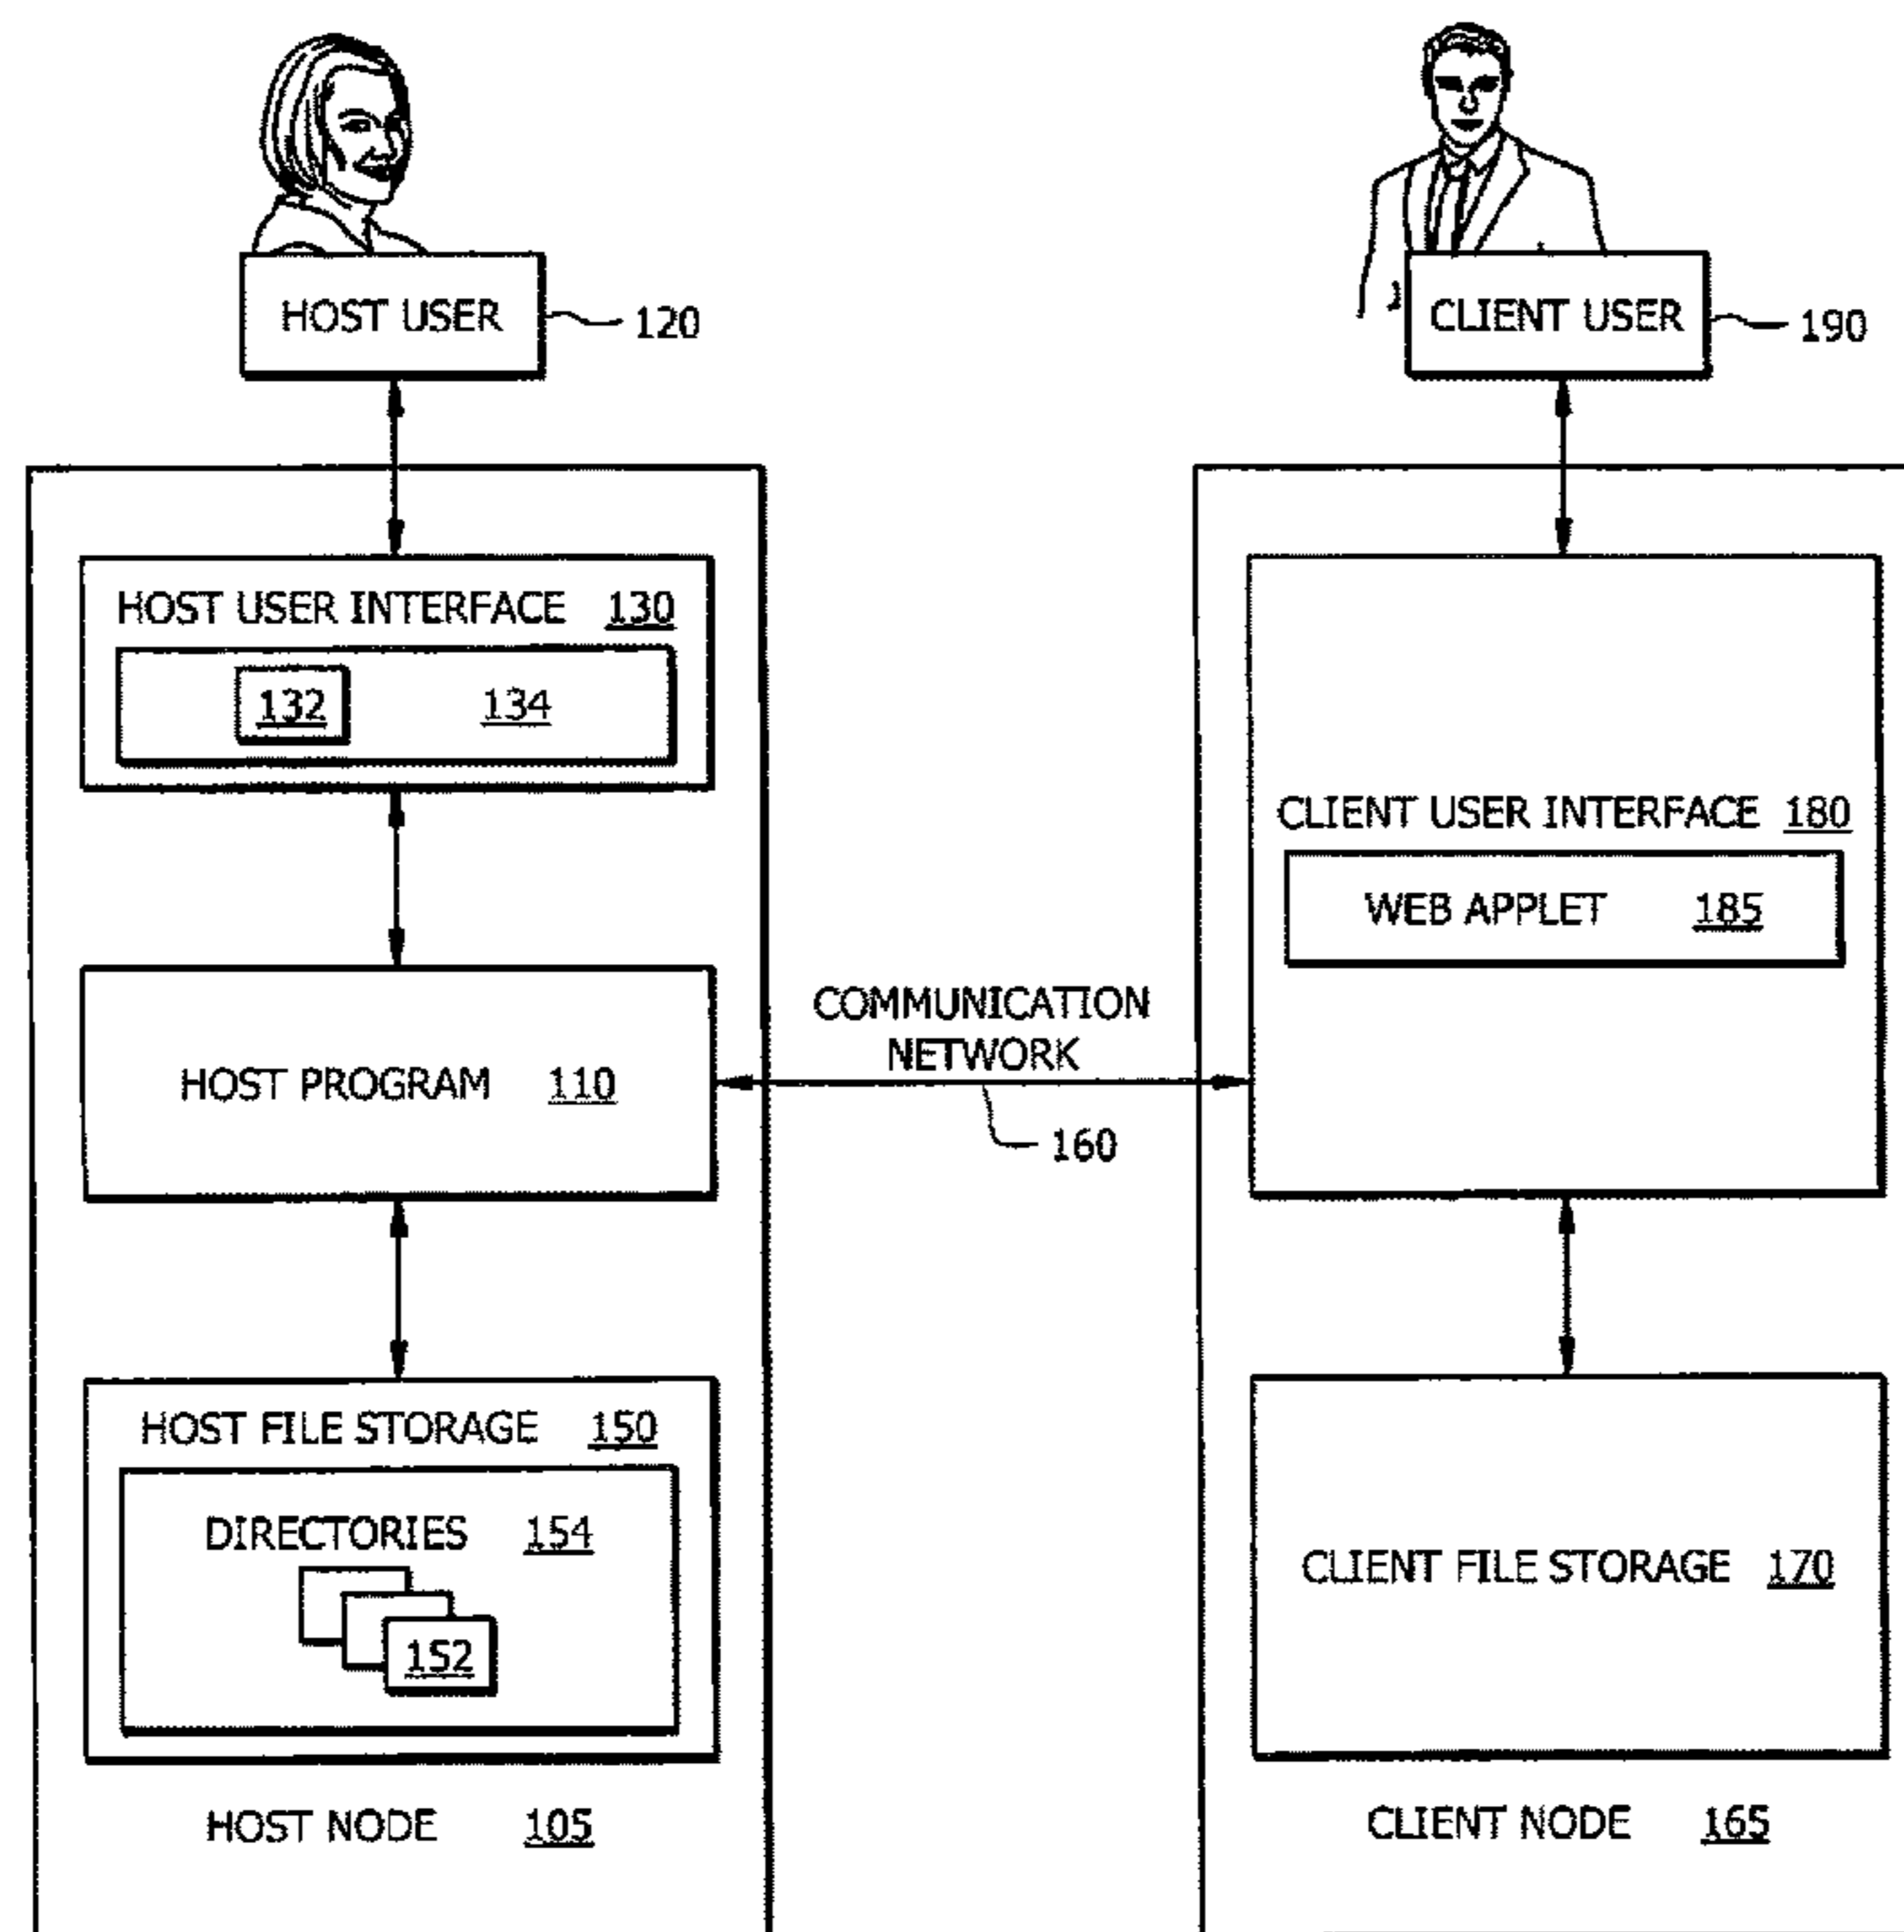 HOST USER
120
CLIENT USER
190
HOST USER INTERFACE 130
132 134
HOST PROGRAM 110
COMMUNICATION
NETWORK
160
CLIENT USER INTERFACE 180
WEB APPLET 185
HOST FILE STORAGE 150
DIRECTORIES 154
152
CLIENT FILE STORAGE 170
HOST NODE 105
CLIENT NODE 165